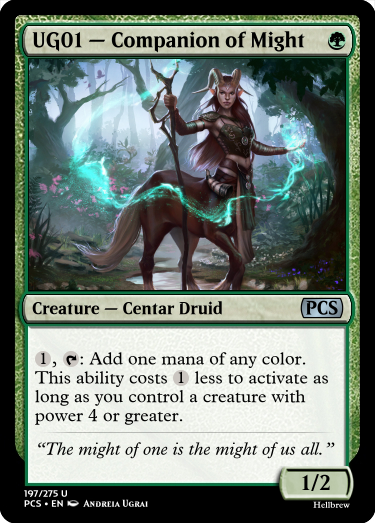 UG01 — Companion of Might
Creature — Centar Druid
PCS
1, T: Add one mana of any color.
This ability costs 1 less to activate as
long as you control a creature with
power 4 or greater.
“The might of one is the might of us all.”
1/2
197/275 U
PCS • EN Andreia Ugrai
Hellbrew